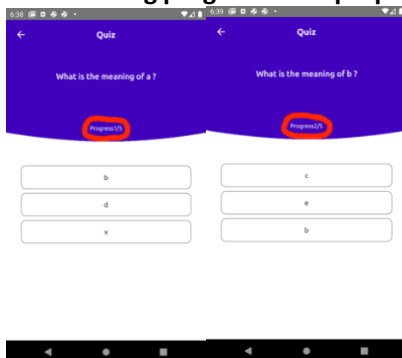 6:38
Quiz
What is the meaning of a ?
Progress1/5
b
d
x
6:39
Quiz
What is the meaning of b ?
Progress2/5
c
e
b